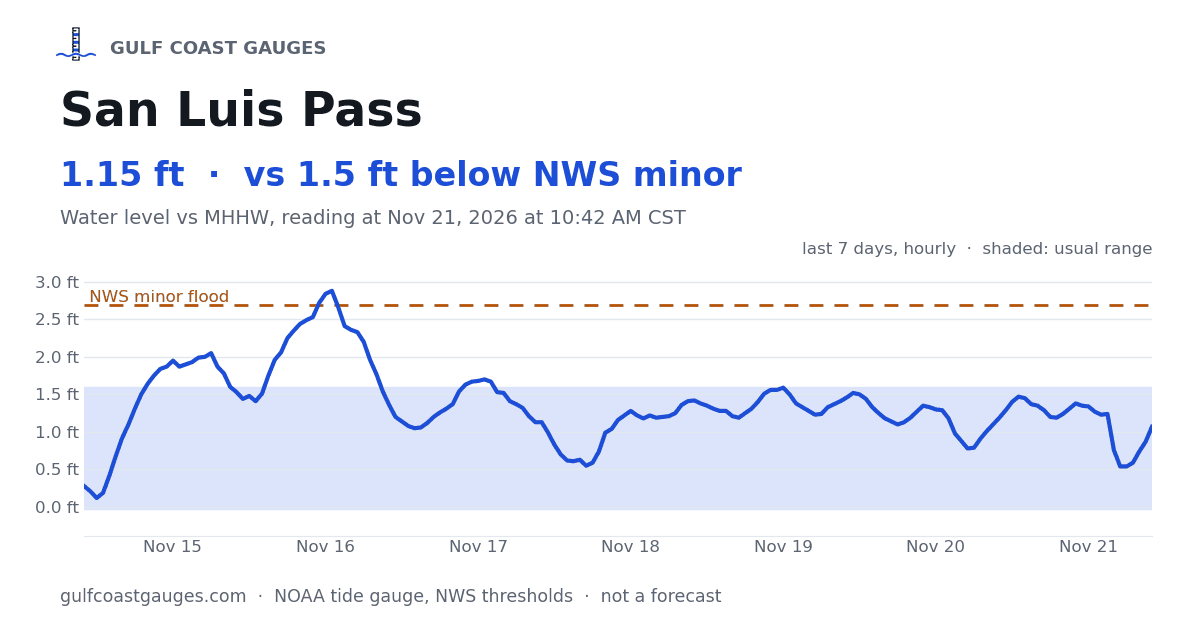 GULF COAST GAUGES
San Luis Pass
1.15 ft · vs 1.5 ft below NWS minor
Water level vs MHHW, reading at Nov 21, 2026 at 10:42 AM CST
last 7 days, hourly · shaded: usual range
3.0 ft
NWS minor flood
2.5 ft
2.0 ft
1.5 ft
1.0 ft
0.5 ft
0.0 ft
Nov 15 Nov 16 Nov 17 Nov 18 Nov 19 Nov 20 Nov 21
gulfcoastgauges.com · NOAA tide gauge, NWS thresholds · not a forecast